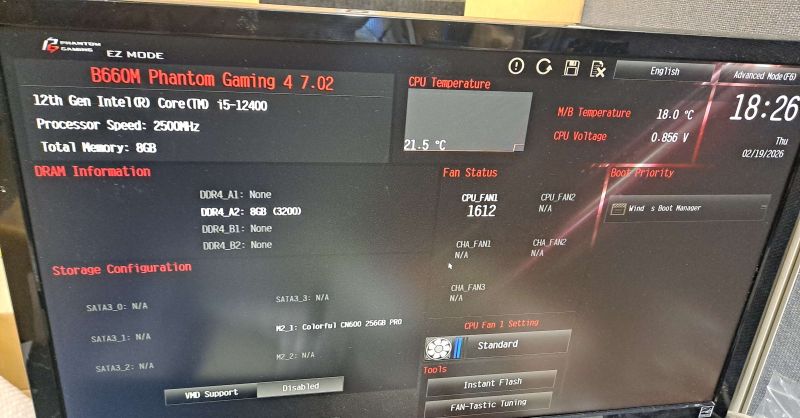 PHANTOM GAMING EZ MODE
English
Advanced Mode(F6)
B660M Phantom Gaming 4 7.02
12th Gen Intel(R) Core(TM) i5-12400
Processor Speed: 2500MHz
Total Memory: 8GB
CPU Temperature
21.5 °C
M/B Temperature 18.0 °C
CPU Voltage 0.856 V
18:26
Thu
02/19/2026
DRAM Information
DDR4_A1: None
DDR4_A2: 8GB (3200)
DDR4_B1: None
DDR4_B2: None
Storage Configuration
SATA3_0: N/A
SATA3_1: N/A
SATA3_2: N/A
SATA3_3: N/A
M2_1: Colorful CN600 256GB PRO
M2_2: N/A
VMD Support Disabled
Fan Status
CPU_FAN1
1612
CPU_FAN2
N/A
CHA_FAN1
N/A
CHA_FAN2
N/A
CHA_FAN3
N/A
CPU Fan 1 Setting
Standard
Tools
Instant Flash
FAN-Tastic Tuning
Boot Priority
Wind s Boot Manager